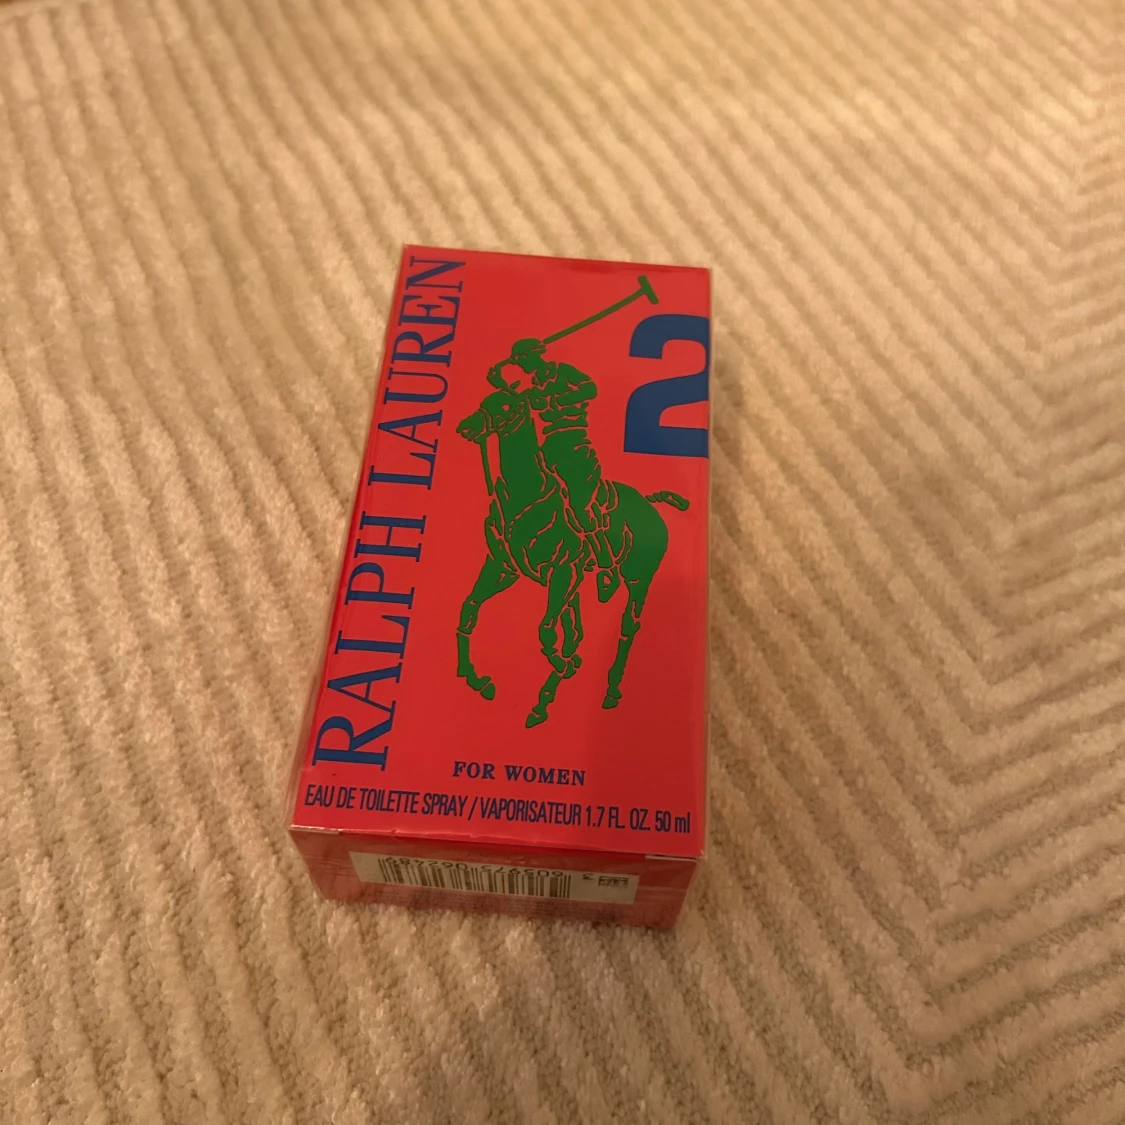 RALPH LAUREN
2
FOR WOMEN
EAU DE TOILETTE SPRAY / VAPORISATEUR 1.7 FL. OZ. 50 ml